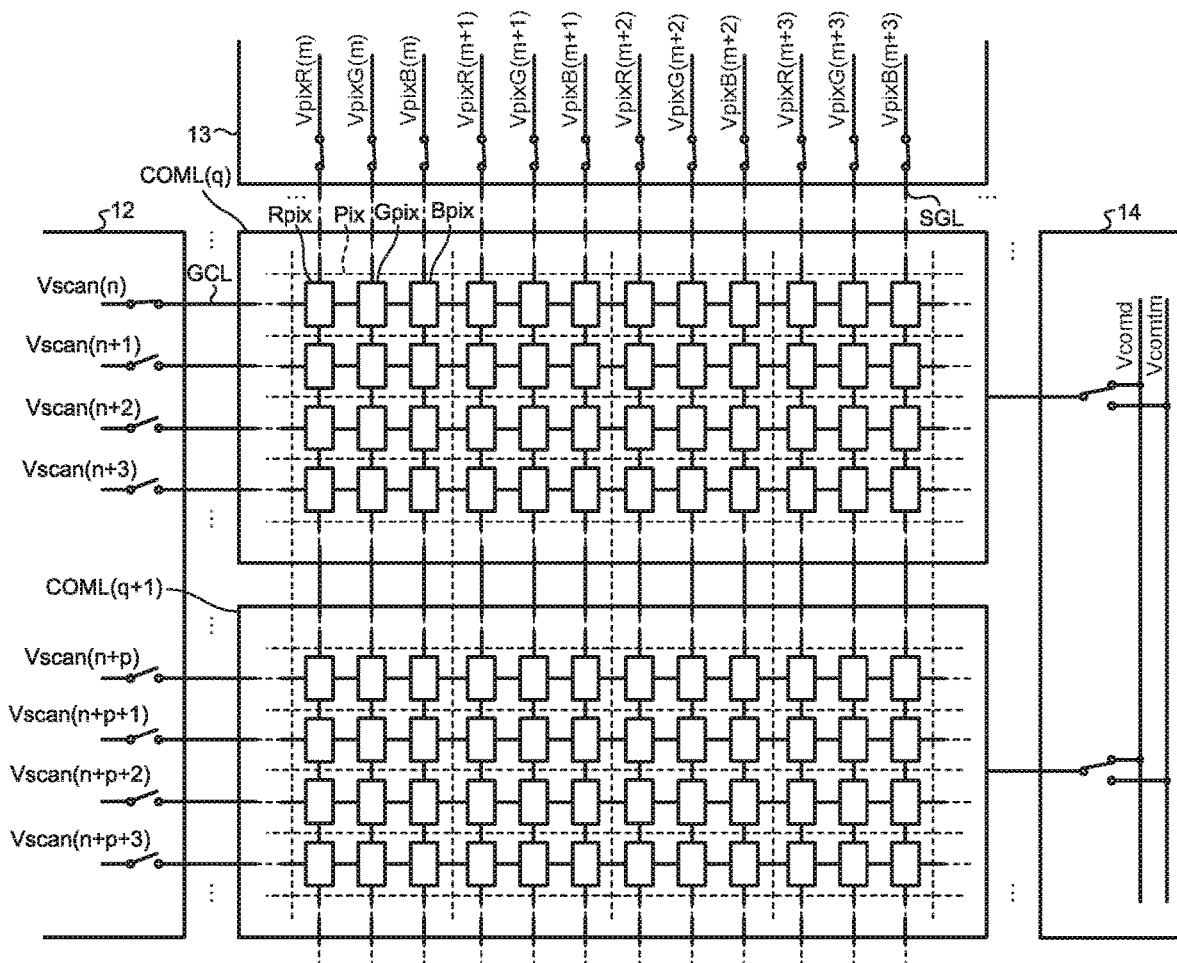 VpixR(m)
VpixG(m)
VpixB(m)
VpixR(m+1)
VpixG(m+1)
VpixB(m+1)
VpixR(m+2)
VpixG(m+2)
VpixB(m+2)
VpixR(m+3)
VpixG(m+3)
VpixB(m+3)
13
COML(q)
12
Rpix
Pix
Gpix
Bpix
SGL
14
GCL
Vscan(n)
Vscan(n+1)
Vscan(n+2)
Vscan(n+3)
Vcomd
Vcomtm
COML(q+1)
Vscan(n+p)
Vscan(n+p+1)
Vscan(n+p+2)
Vscan(n+p+3)